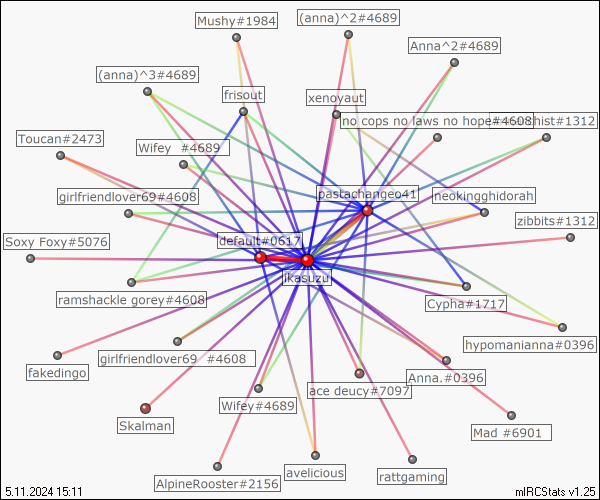 Mushy#1984
(anna)^2#4689
Anna^2#4689
(anna)^3#4689
frisout
xenoyaut
no cops no laws no hope#4608
hist#1312
Toucan#2473
Wifey #4689
girlfriendlover69#4608
pastachangeo41
neokingghidorah
zibbits#1312
Soxy Foxy#5076
default#0617
likasuzu
ramshackle gorey#4608
Cypha#1717
hypomanianna#0396
girlfriendlover69 #4608
fakedingo
ace deucy#7097
Anna.#0396
Skalman
Wifey#4689
Mad #6901
AlpineRooster#2156
avelicious
rattgaming
5.11.2024 15:11
mIRCStats v1.25